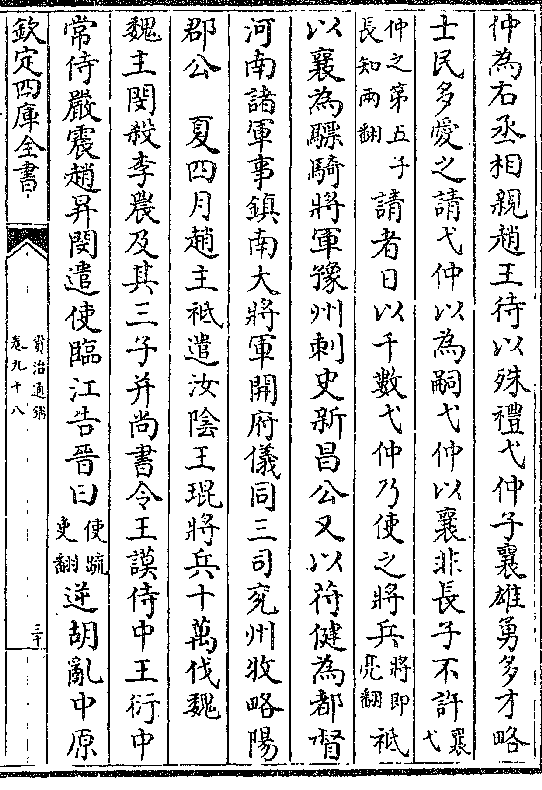 仲為右丞相親趙王待以殊禮弋仲子襄雄勇多才略
士民多愛之請弋仲以為嗣弋仲以襄非長子不許襄弋
仲之第五子長知兩翻請者日以千數弋仲乃使之將兵將即亮翻祗
以襄為驃騎將軍豫州刺史新昌公又以苻健為都督
河南諸軍事鎮南大將軍開府儀同三司兖州牧略陽
郡公 夏四月趙主祗遣汝陰王琨將兵十萬伐魏
魏主閔殺李農及其三子并尚書令王謨侍中王衍中
常侍嚴震趙昇閔遣使臨江告晉曰使疏吏翻逆胡亂中原
欽定四庫全書
資治通鑑
卷九十八
三十